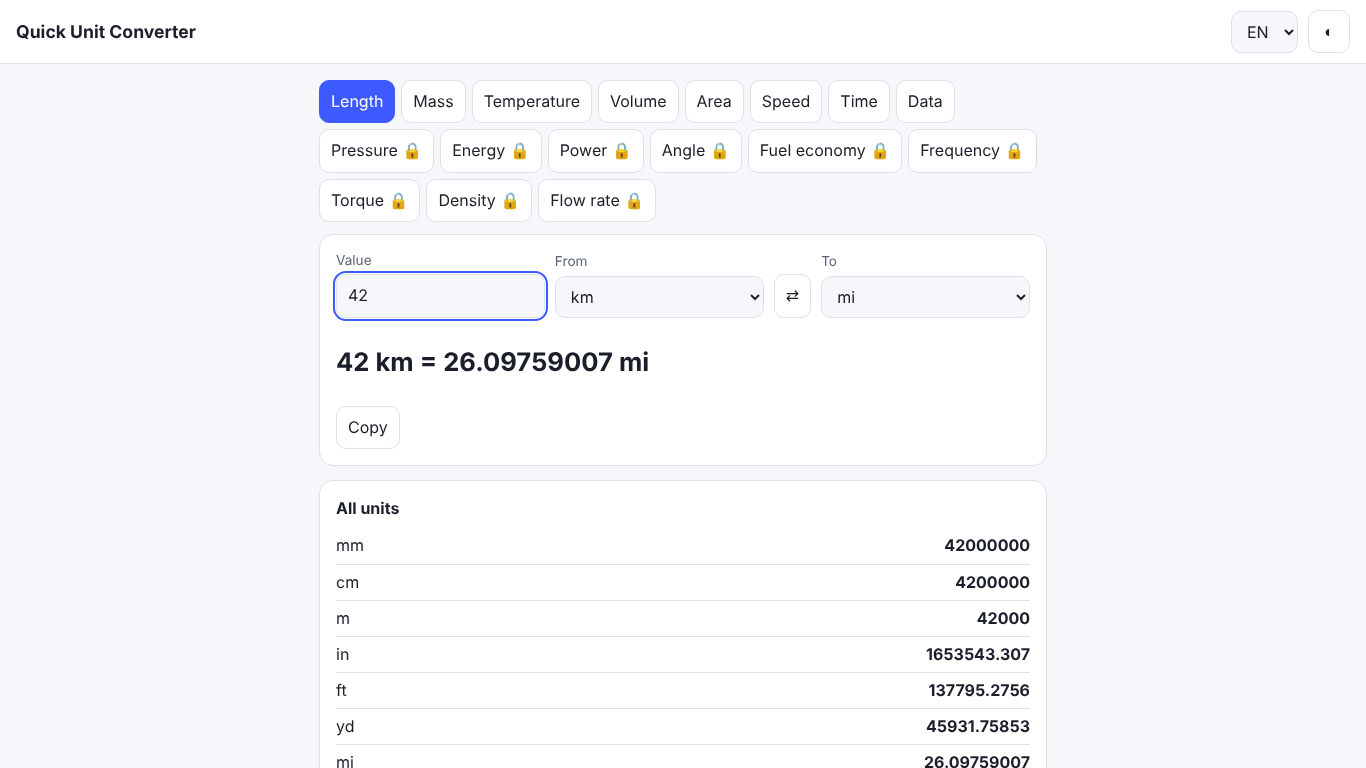 Quick Unit Converter
EN
Length Mass Temperature Volume Area Speed Time Data
Pressure 🔒 Energy 🔒 Power 🔒 Angle 🔒 Fuel economy 🔒 Frequency 🔒
Torque 🔒 Density 🔒 Flow rate 🔒
Value From To
42 km ⇄ mi
42 km = 26.09759007 mi
Copy
All units
mm 42000000
cm 4200000
m 42000
in 1653543.307
ft 137795.2756
yd 45931.75853
mi 26.09759007